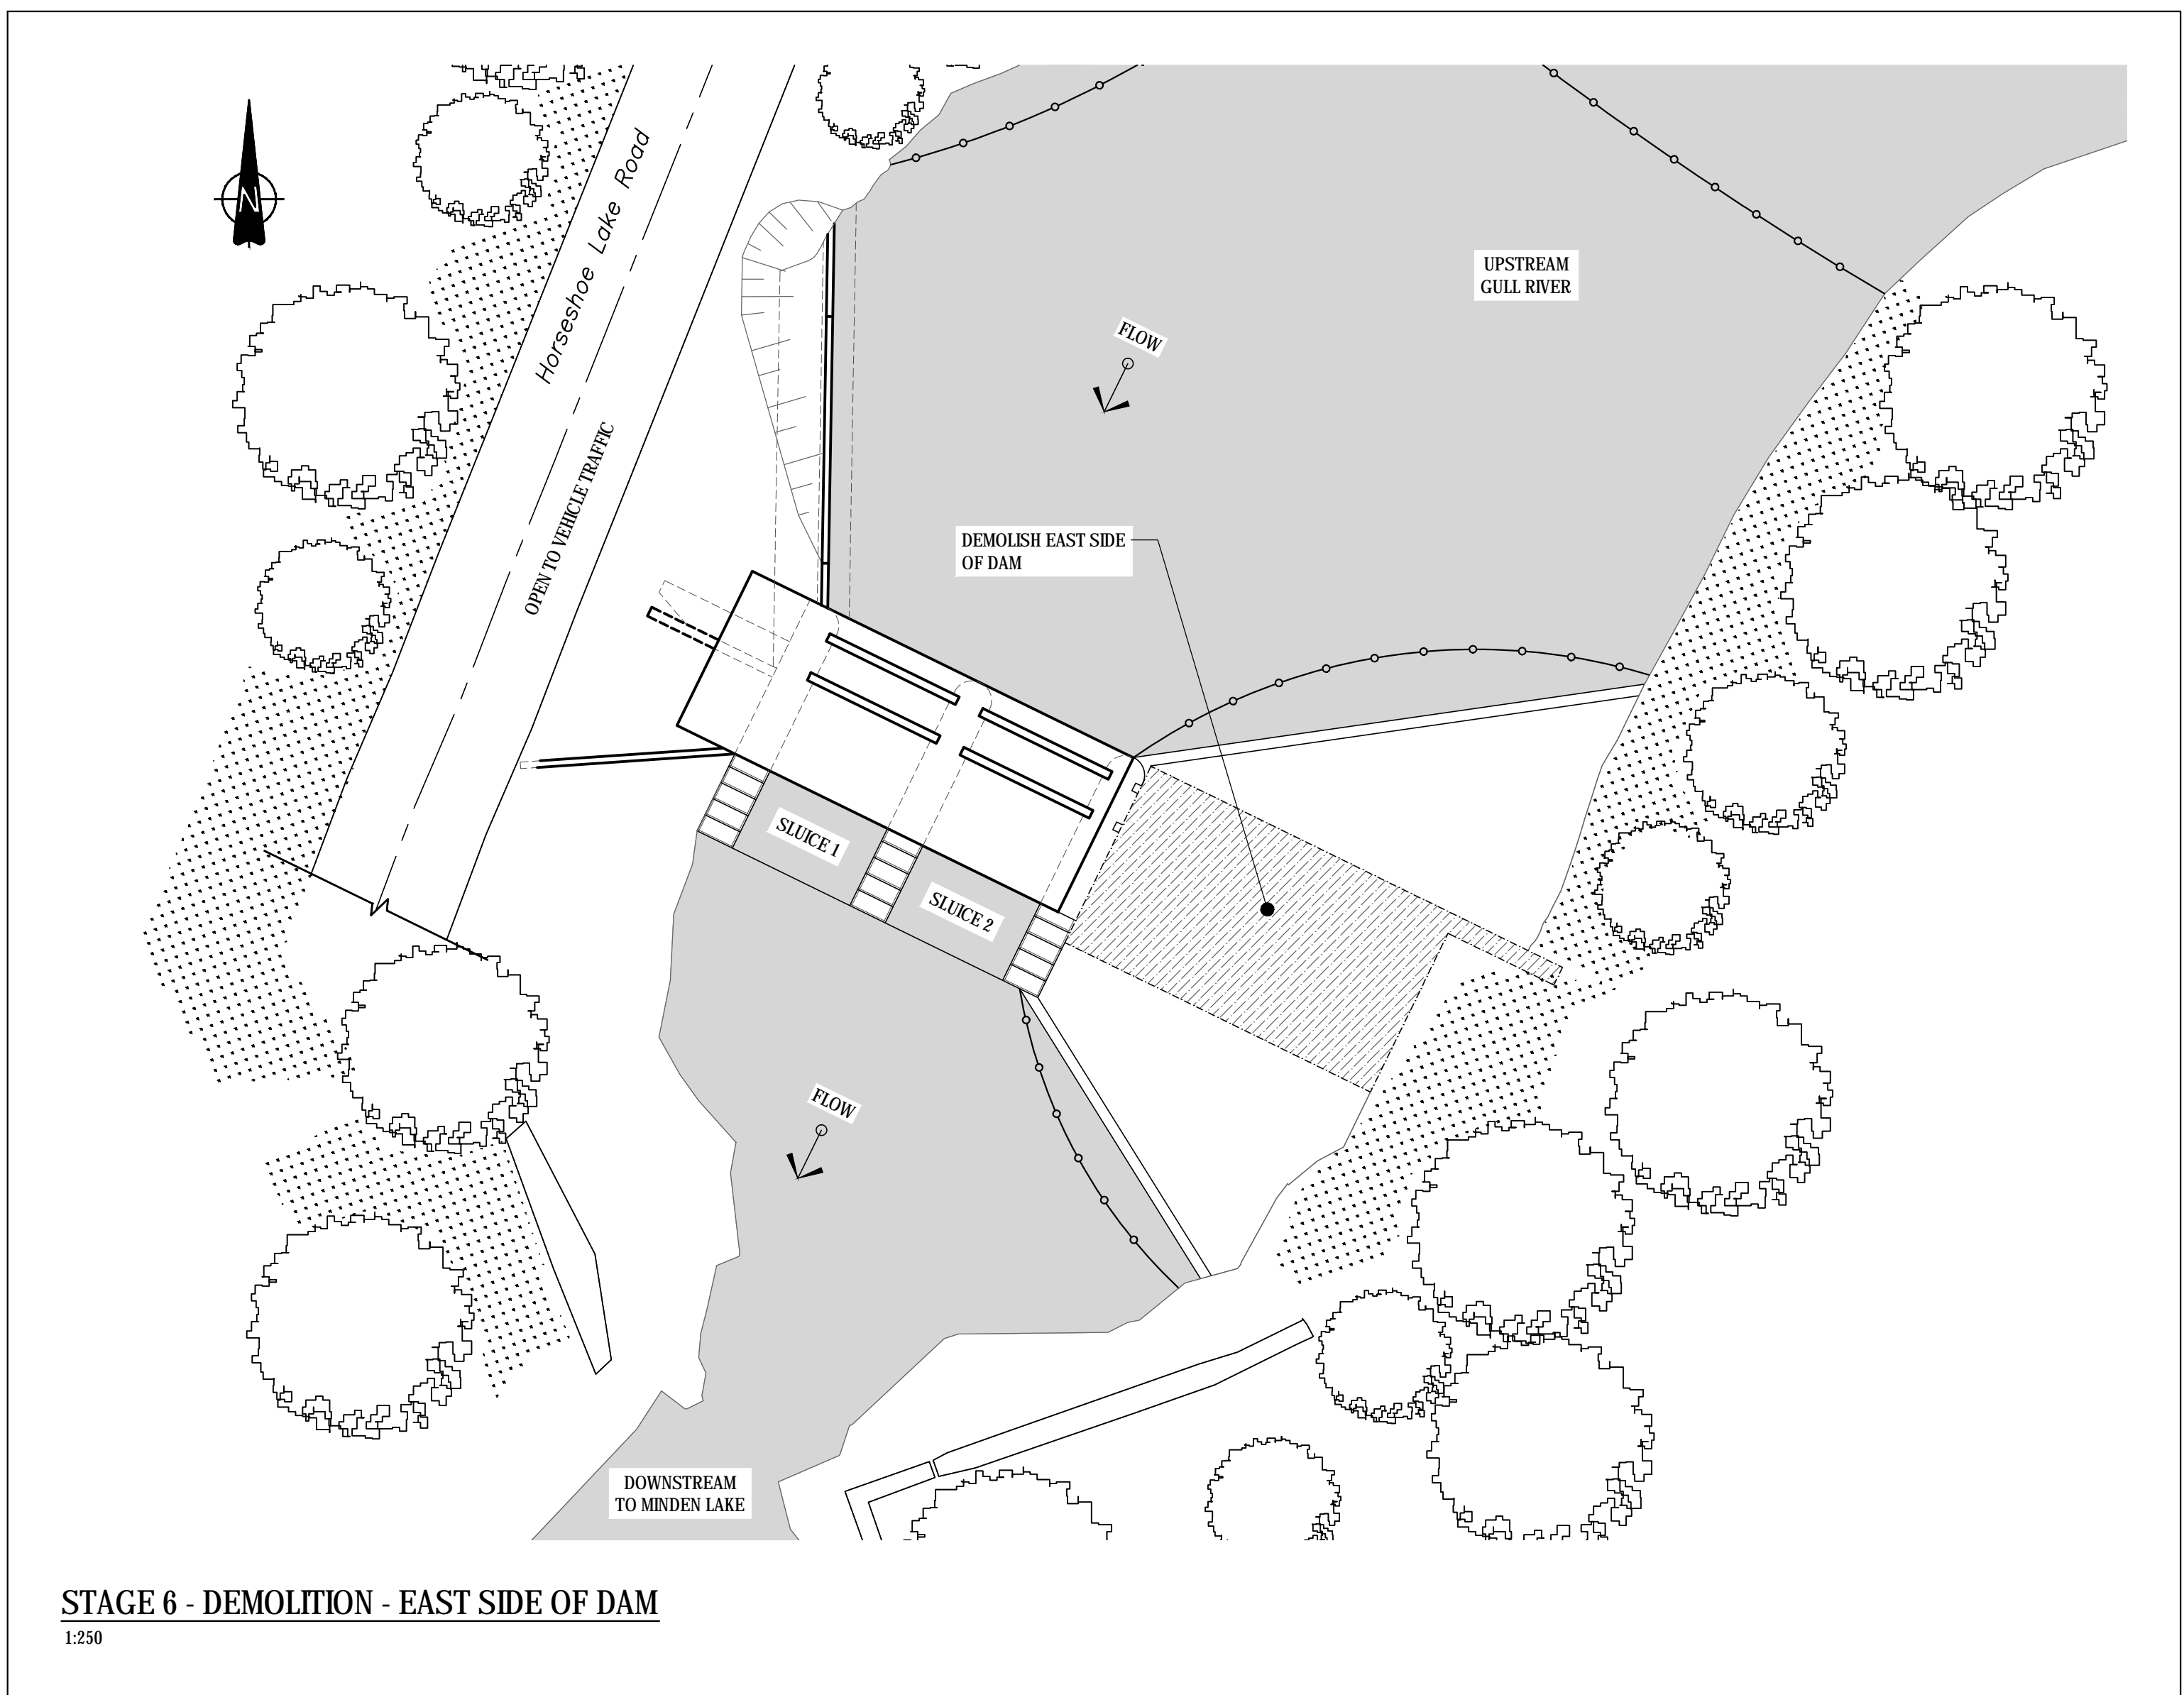 N
Horseshoe Lake Road
OPEN TO VEHICLE TRAFFIC
UPSTREAM
GULL RIVER
FLOW
DEMOLISH EAST SIDE
OF DAM
SLUICE 1
SLUICE 2
FLOW
DOWNSTREAM
TO MINDEN LAKE
STAGE 6 - DEMOLITION - EAST SIDE OF DAM
1:250